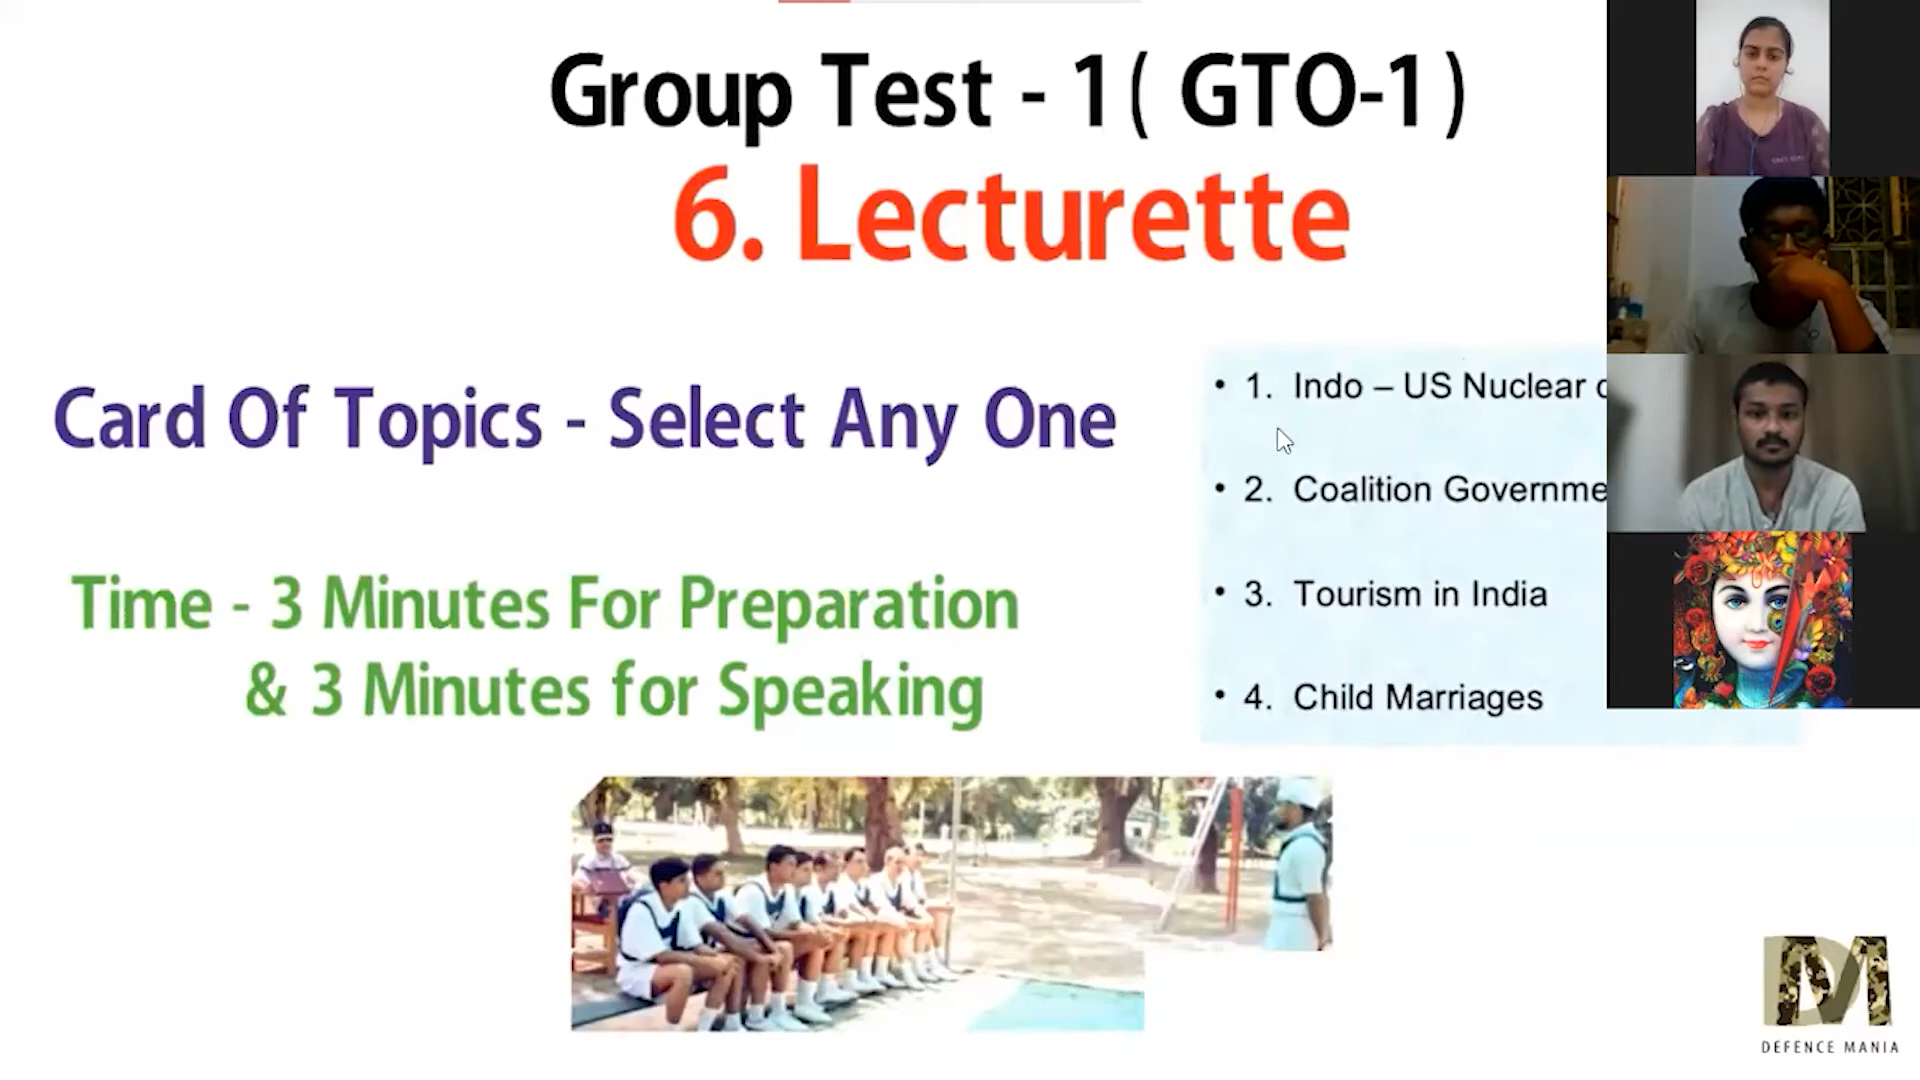 Group Test - 1 ( GTO-1 )
6. Lecturette
Card Of Topics - Select Any One
Time - 3 Minutes For Preparation
& 3 Minutes for Speaking
• 1. Indo – US Nuclear
• 2. Coalition Governme
• 3. Tourism in India
• 4. Child Marriages
DM
DEFENCE MANIA